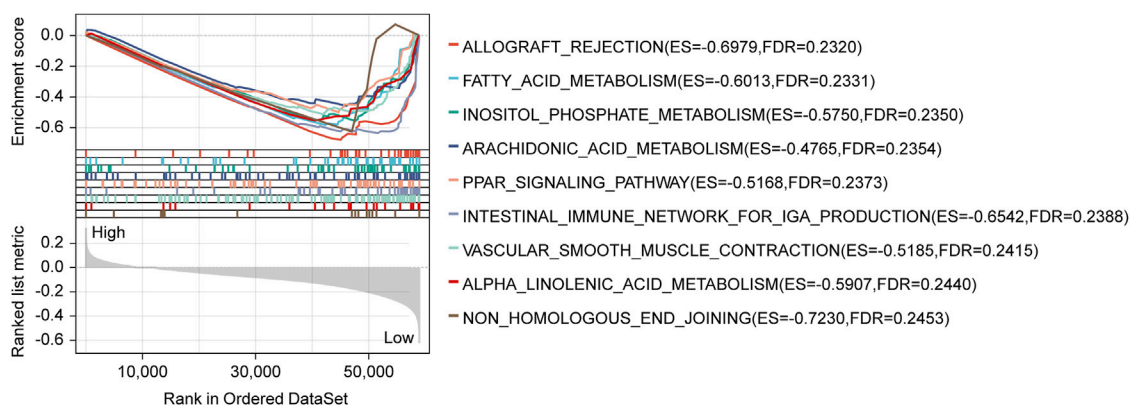 Enrichment score
0.0
-0.2
-0.4
-0.6
Ranked list metric
0.2
0.0
-0.2
-0.4
-0.6
High
Low
10,000
30,000
50,000
Rank in Ordered DataSet
ALLOGRAFT_REJECTION(ES=-0.6979,FDR=0.2320)
FATTY_ACID_METABOLISM(ES=-0.6013,FDR=0.2331)
INOSITOL_PHOSPHATE_METABOLISM(ES=-0.5750,FDR=0.2350)
ARACHIDONIC_ACID_METABOLISM(ES=-0.4765,FDR=0.2354)
PPAR_SIGNALING_PATHWAY(ES=-0.5168,FDR=0.2373)
INTESTINAL_IMMUNE_NETWORK_FOR_IGA_PRODUCTION(ES=-0.6542,FDR=0.2388)
VASCULAR_SMOOTH_MUSCLE_CONTRACTION(ES=-0.5185,FDR=0.2415)
ALPHA_LINOLENIC_ACID_METABOLISM(ES=-0.5907,FDR=0.2440)
NON_HOMOLOGOUS_END_JOINING(ES=-0.7230,FDR=0.2453)